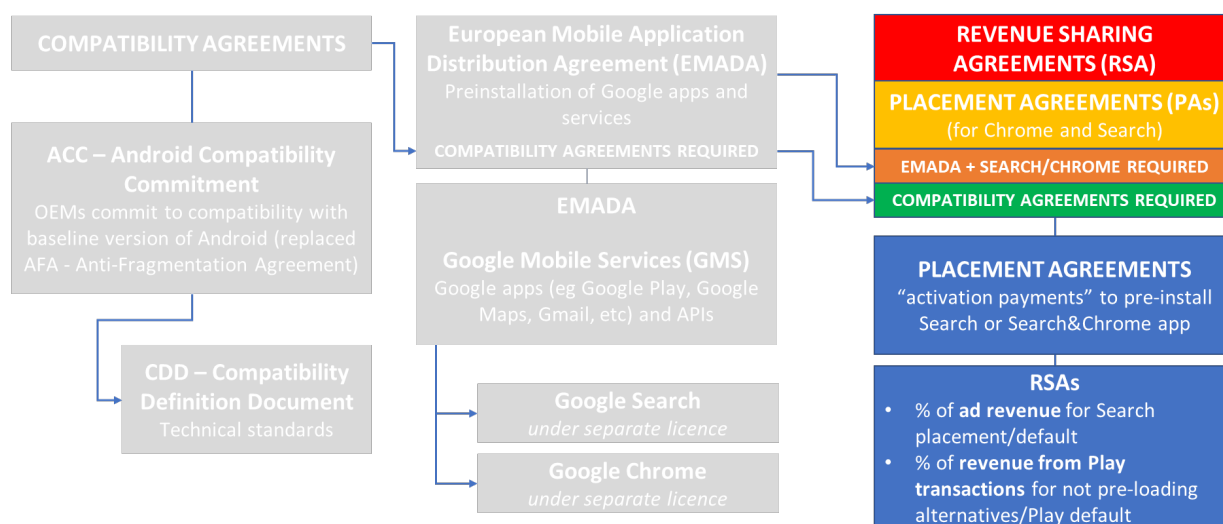 COMPATIBILITY AGREEMENTS
ACC – Android Compatibility
Commitment
OEMs commit to compatibility with
baseline version of Android (replaced
AFA - Anti-Fragmentation Agreement)
CDD – Compatibility
Definition Document
Technical standards
European Mobile Application
Distribution Agreement (EMADA)
Preinstallation of Google apps and
services
COMPATIBILITY AGREEMENTS REQUIRED
EMADA
Google Mobile Services (GMS)
Google apps (eg Google Play, Google
Maps, Gmail, etc) and APIs
Google Search
under separate licence
Google Chrome
under separate licence
REVENUE SHARING
AGREEMENTS (RSA)
PLACEMENT AGREEMENTS (PAs)
(for Chrome and Search)
EMADA + SEARCH/CHROME REQUIRED
COMPATIBILITY AGREEMENTS REQUIRED
PLACEMENT AGREEMENTS
“activation payments” to pre-install
Search or Search&Chrome app
RSAs
• % of ad revenue for Search
placement/default
• % of revenue from Play
transactions for not pre-loading
alternatives/Play default